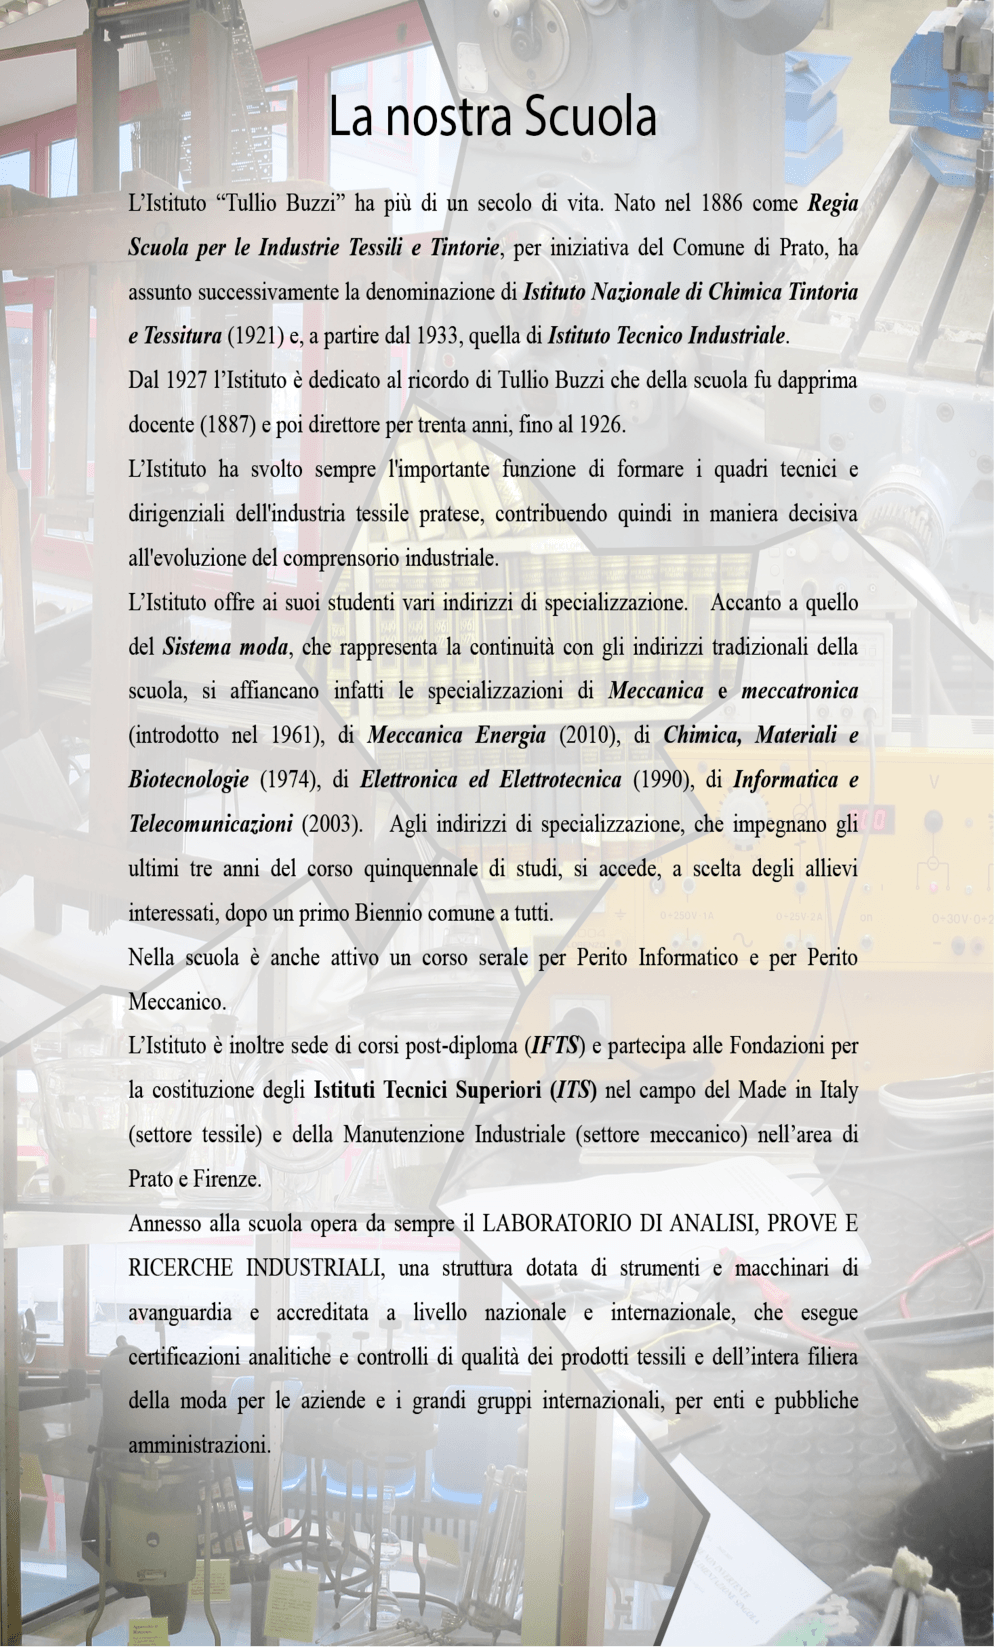 La nostra Scuola
L’Istituto “Tullio Buzzi” ha più di un secolo di vita. Nato nel 1886 come Regia
Scuola per le Industrie Tessili e Tintorie, per iniziativa del Comune di Prato, ha
assunto successivamente la denominazione di Istituto Nazionale di Chimica Tintoria
e Tessitura (1921) e, a partire dal 1933, quella di Istituto Tecnico Industriale.
Dal 1927 l’Istituto è dedicato al ricordo di Tullio Buzzi che della scuola fu dapprima
docente (1887) e poi direttore per trenta anni, fino al 1926.
L’Istituto ha svolto sempre l'importante funzione di formare i quadri tecnici e
dirigenziali dell'industria tessile pratese, contribuendo quindi in maniera decisiva
all'evoluzione del comprensorio industriale.
L’Istituto offre ai suoi studenti vari indirizzi di specializzazione. Accanto a quello
del Sistema moda, che rappresenta la continuità con gli indirizzi tradizionali della
scuola, si affiancano infatti le specializzazioni di Meccanica e meccatronica
(introdotto nel 1961), di Meccanica Energia (2010), di Chimica, Materiali e
Biotecnologie (1974), di Elettronica ed Elettrotecnica (1990), di Informatica e
Telecomunicazioni (2003). Agli indirizzi di specializzazione, che impegnano gli
ultimi tre anni del corso quinquennale di studi, si accede, a scelta degli allievi
interessati, dopo un primo Biennio comune a tutti.
Nella scuola è anche attivo un corso serale per Perito Informatico e per Perito
Meccanico.
L’Istituto è inoltre sede di corsi post-diploma (IFTS) e partecipa alle Fondazioni per
la costituzione degli Istituti Tecnici Superiori (ITS) nel campo del Made in Italy
(settore tessile) e della Manutenzione Industriale (settore meccanico) nell’area di
Prato e Firenze.
Annesso alla scuola opera da sempre il LABORATORIO DI ANALISI, PROVE E
RICERCHE INDUSTRIALI, una struttura dotata di strumenti e macchinari di
avanguardia e accreditata a livello nazionale e internazionale, che esegue
certificazioni analitiche e controlli di qualità dei prodotti tessili e dell’intera filiera
della moda per le aziende e i grandi gruppi internazionali, per enti e pubbliche
amministrazioni.